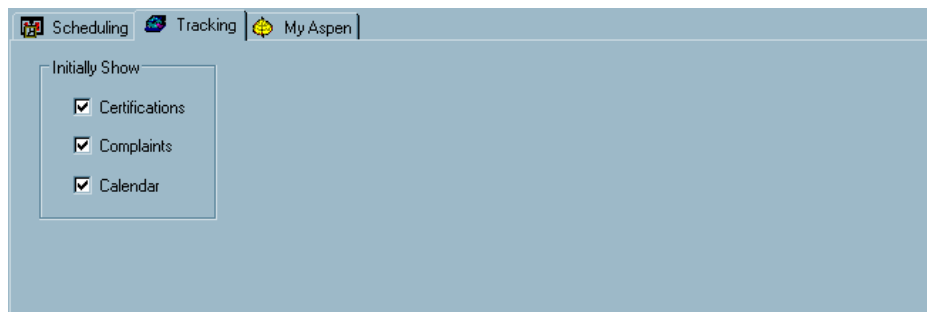 Scheduling Tracking My Aspen
Initially Show
Certifications
Complaints
Calendar